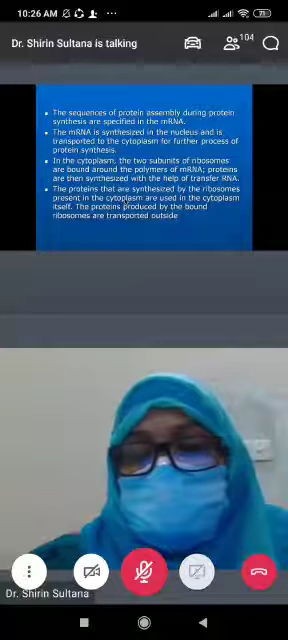 10:26 AM
25
Dr. Shirin Sultana is talking
104
The sequences of protein assembly during protein
synthesis are specified in the mRNA.
The mRNA is synthesized in the nucleus and is
transported to the cytoplasm for further process of
protein synthesis.
In the cytoplasm, the two subunits of ribosomes
are bound around the polymers of mRNA; proteins
are then synthesized with the help of transfer RNA.
The proteins that are synthesized by the ribosomes
present in the cytoplasm are used in the cytoplasm
itself. The proteins produced by the bound
ribosomes are transported outside
Dr. Shirin Sultana